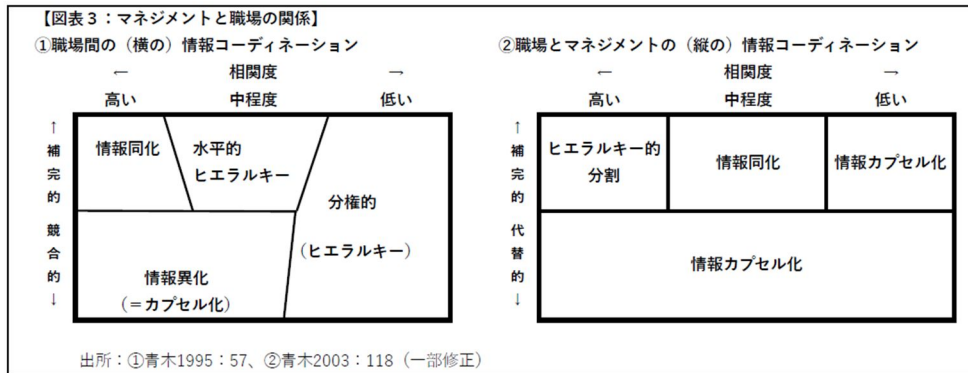 【図表３：マネジメントと職場の関係】
①職場間の（横の）情報コーディネーション
← 相関度 →
高い 中程度 低い
↑補完的 競合的↓
情報同化
水平的
ヒエラルキー
分権的
（ヒエラルキー）
情報異化
（＝カプセル化）
②職場とマネジメントの（縦の）情報コーディネーション
← 相関度 →
高い 中程度 低い
↑補完的 代替的↓
ヒエラルキー的
分割
情報同化
情報カプセル化
情報カプセル化
出所：①青木1995：57、②青木2003：118（一部修正）